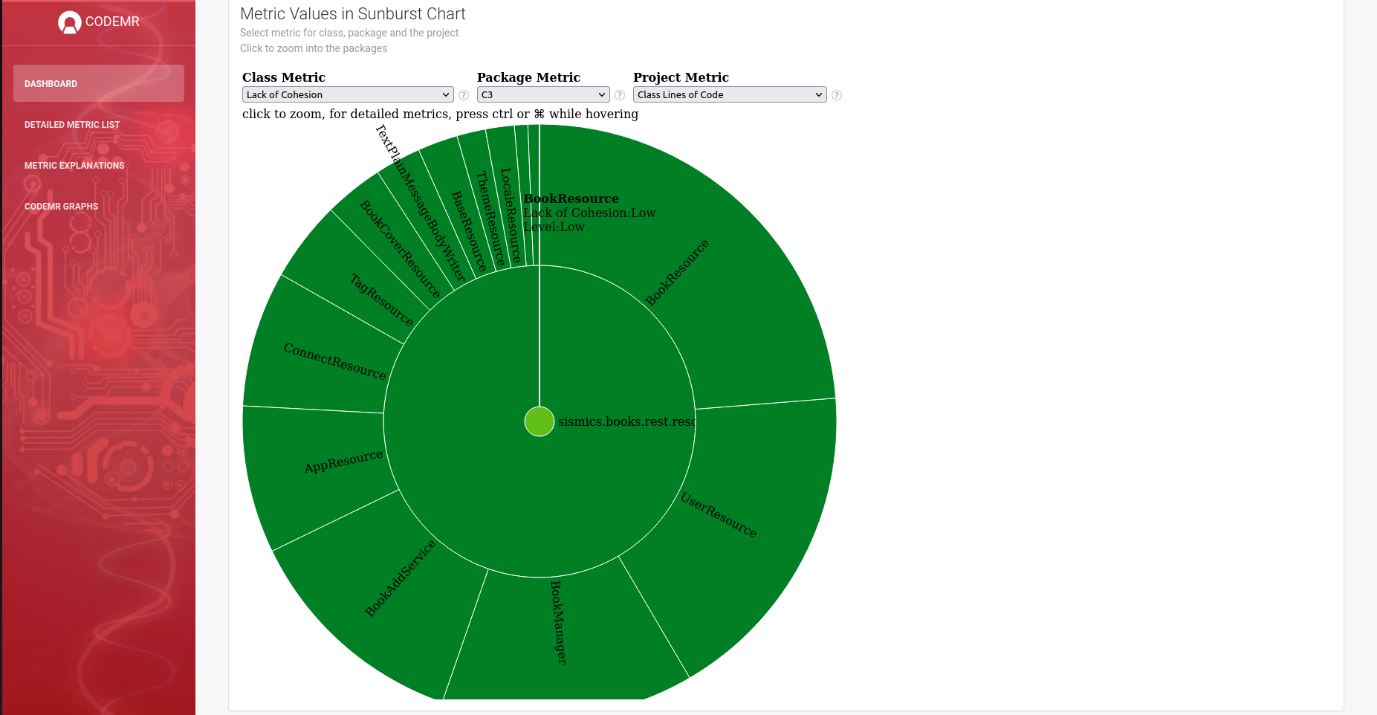 CODEMR
DASHBOARD
DETAILED METRIC LIST
METRIC EXPLANATIONS
CODEMR GRAPHS
Metric Values in Sunburst Chart
Select metric for class, package and the project
Click to zoom into the packages
Class Metric
Package Metric
Project Metric
Lack of Cohesion
?
C3
?
Class Lines of Code
?
click to zoom, for detailed metrics, press ctrl or ⌘ while hovering
TextPlainMessageBodyWriter
BaseResource
ThemeResource
LocaleResource
BookResource
Lack of Cohesion:Low
Level:Low
BookResource
BookCoverResource
TagResource
ConnectResource
sismics.books.rest.reso
AppResource
UserResource
BookAddService
BookManager